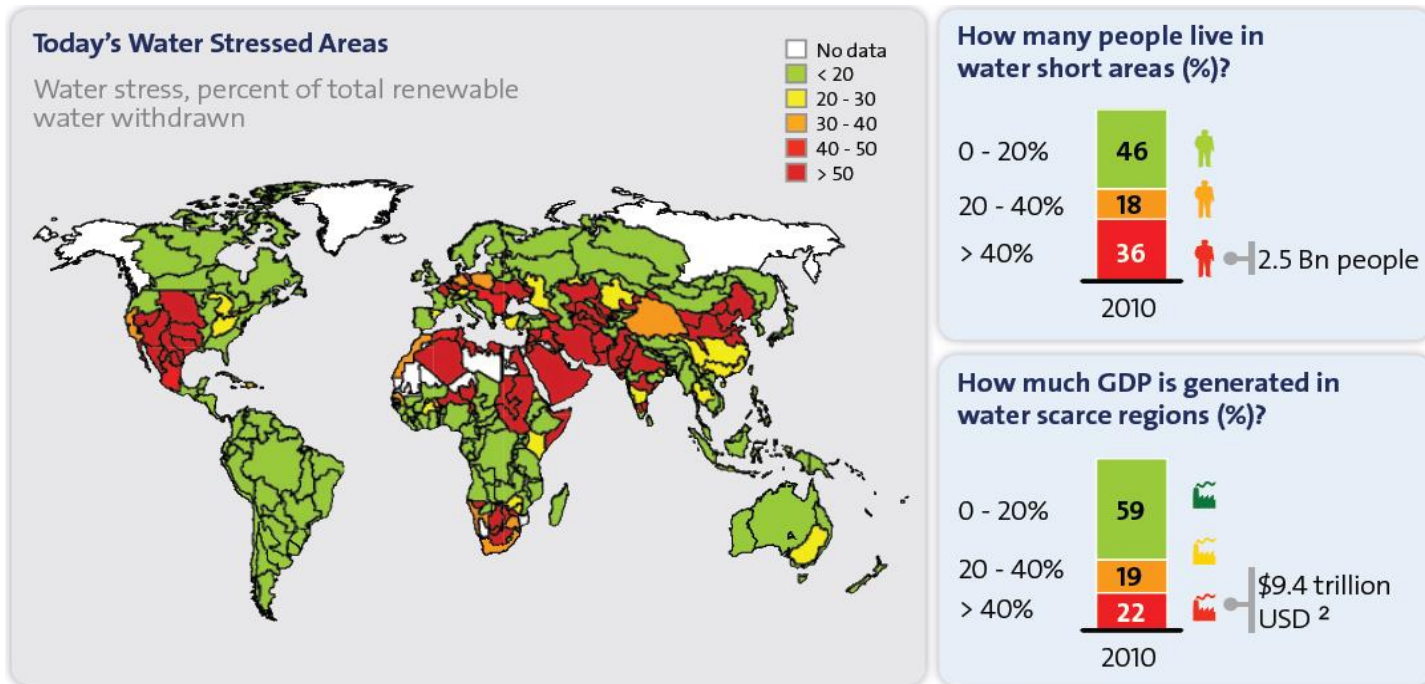 Today's Water Stressed Areas
Water stress, percent of total renewable
water withdrawn
No data
< 20
20 - 30
30 - 40
40 - 50
> 50
How many people live in
water short areas (%)?
0 - 20%
46
20 - 40%
18
> 40%
36
2.5 Bn people
2010
How much GDP is generated in
water scarce regions (%)?
0 - 20%
59
20 - 40%
19
> 40%
22
$9.4 trillion
USD ²
2010